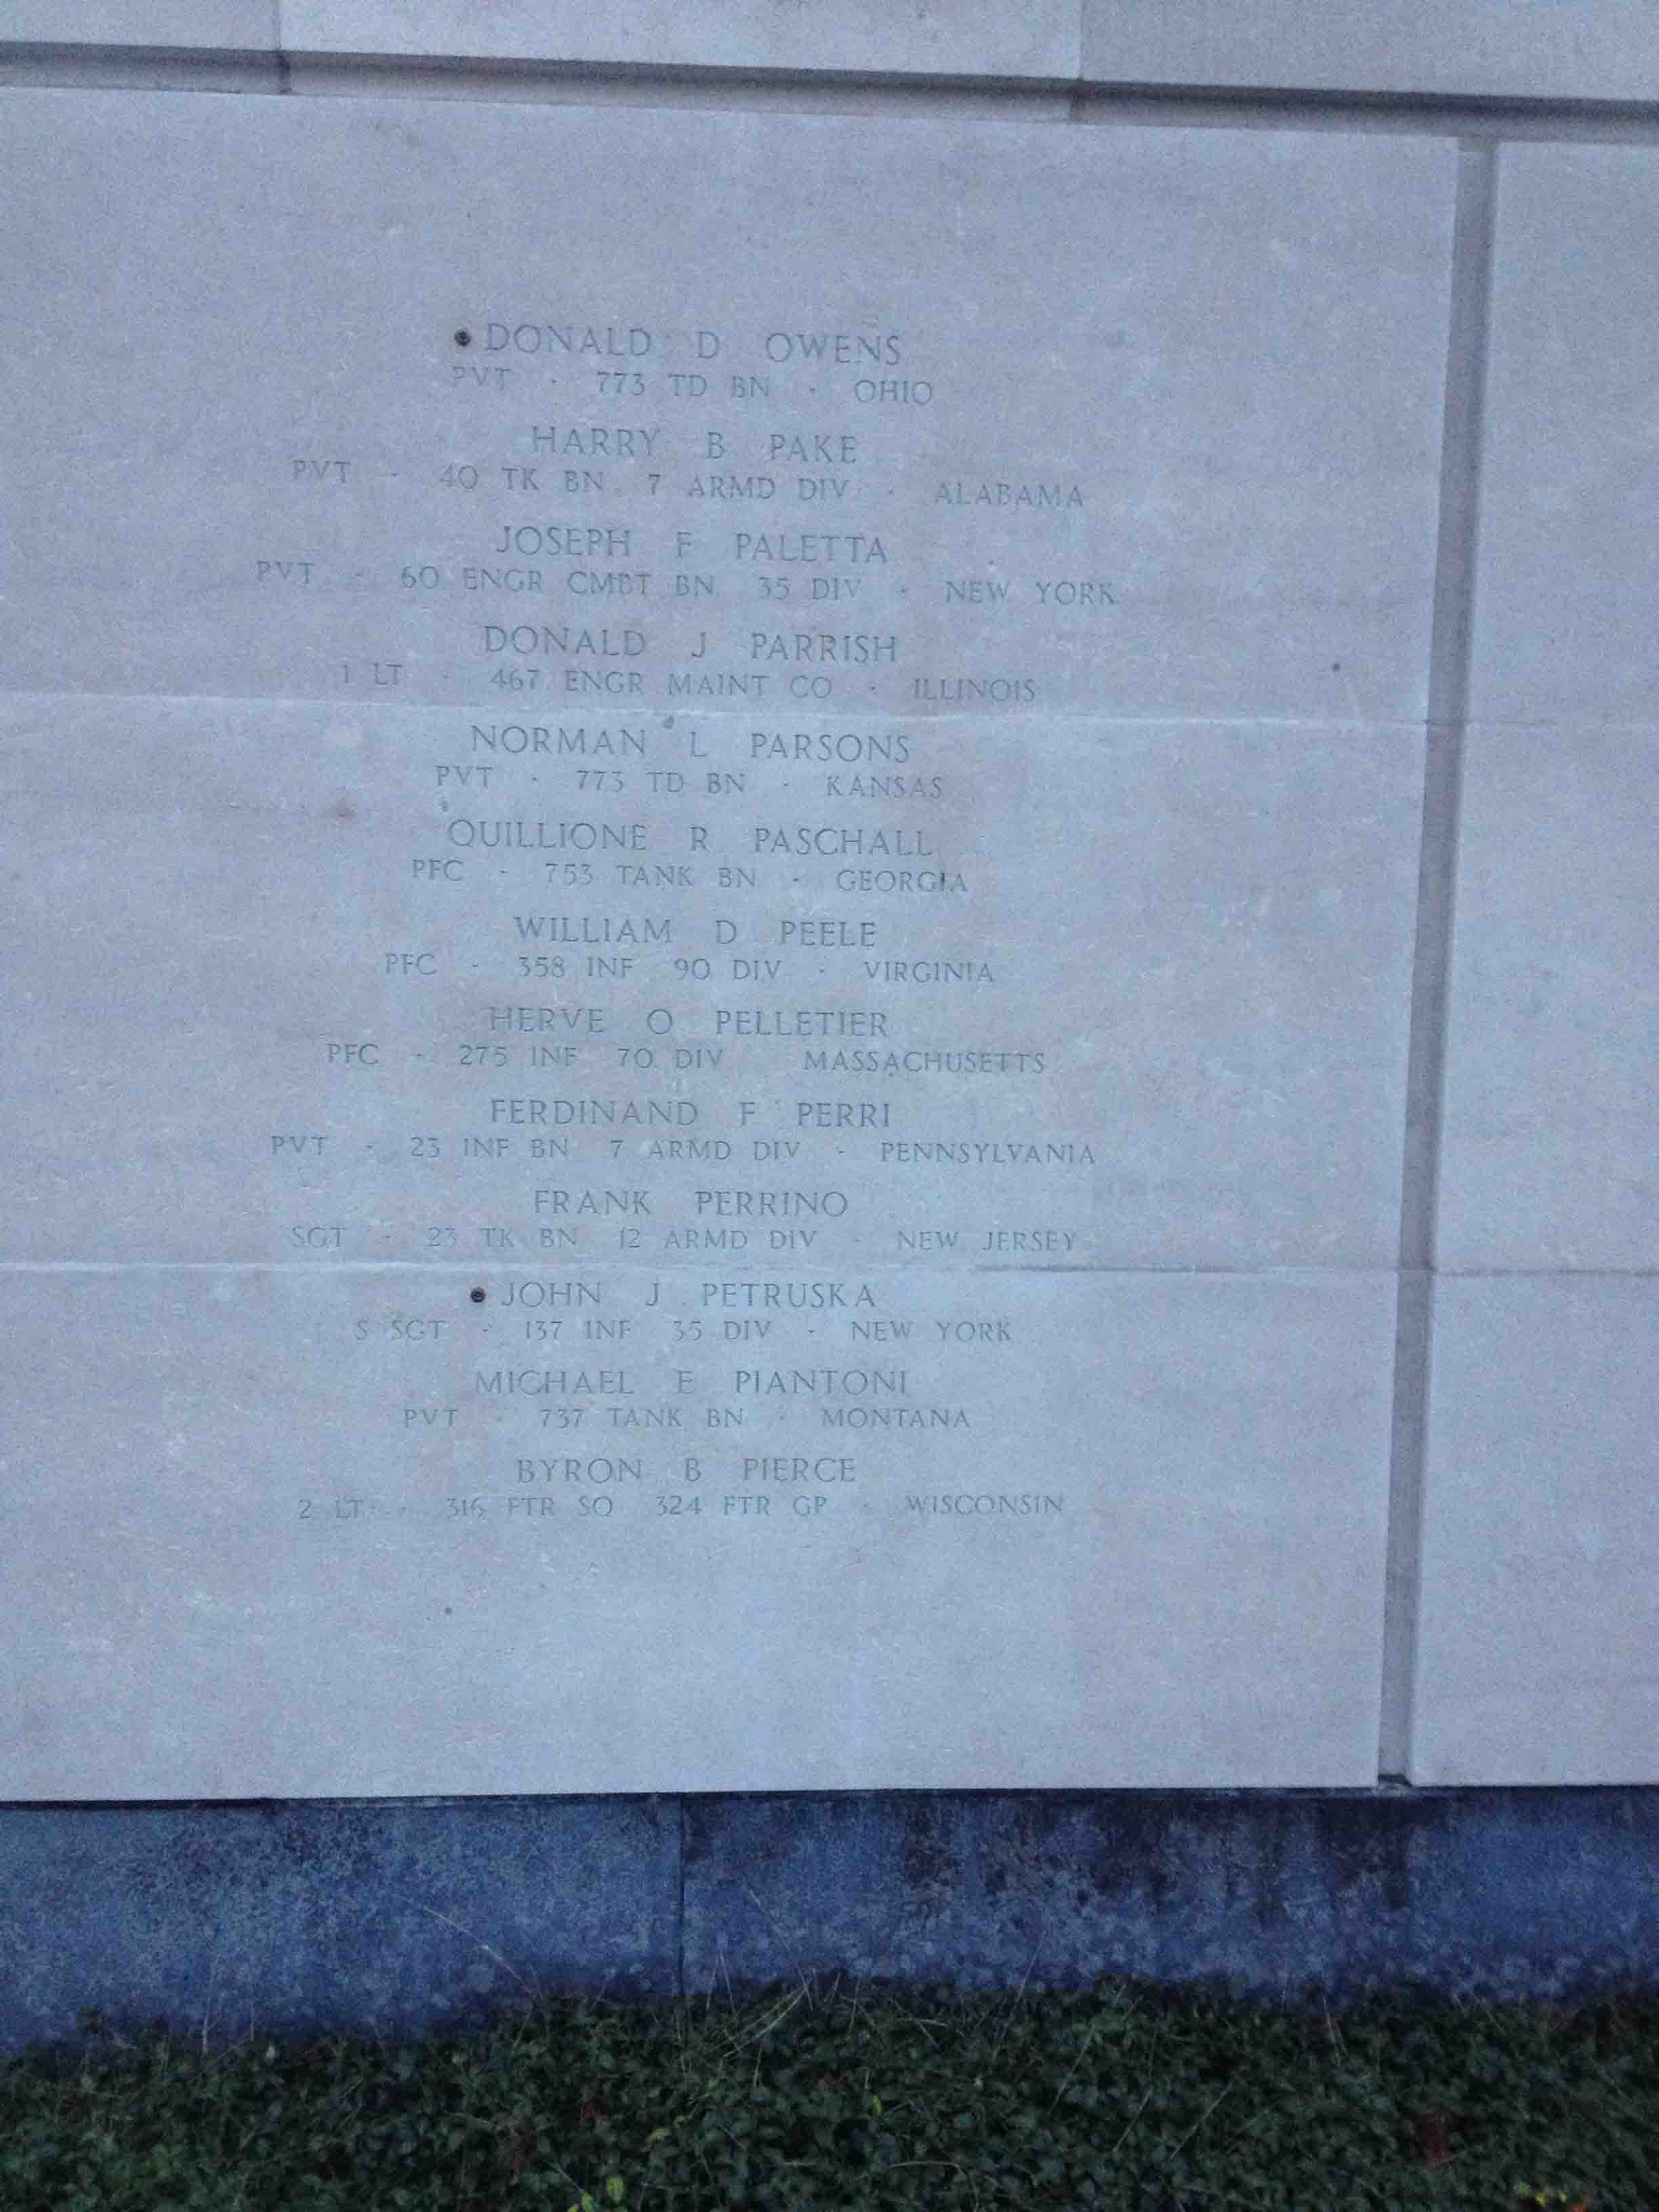 DONALD D OWENS
PVT · 773 TD BN · OHIO
HARRY B PAKE
PVT · 40 TK BN 7 ARMD DIV · ALABAMA
JOSEPH F PALETTA
PVT · 60 ENGR CMBT BN 35 DIV · NEW YORK
DONALD J PARRISH
1 LT · 467 ENGR MAINT CO · ILLINOIS
NORMAN L PARSONS
PVT · 773 TD BN · KANSAS
QUILLIONE R PASCHALL
PFC · 753 TANK BN · GEORGIA
WILLIAM D PEELE
PFC · 358 INF 90 DIV · VIRGINIA
HERVE O PELLETIER
PFC · 275 INF 70 DIV MASSACHUSETTS
FERDINAND F PERRI
PVT · 23 INF BN 7 ARMD DIV · PENNSYLVANIA
FRANK PERRINO
SGT · 23 TK BN 12 ARMD DIV · NEW JERSEY
JOHN J PETRUSKA
S SGT · 137 INF 35 DIV · NEW YORK
MICHAEL E PIANTONI
PVT · 737 TANK BN · MONTANA
BYRON B PIERCE
2 LT · 316 FTR SQ 324 FTR GP · WISCONSIN